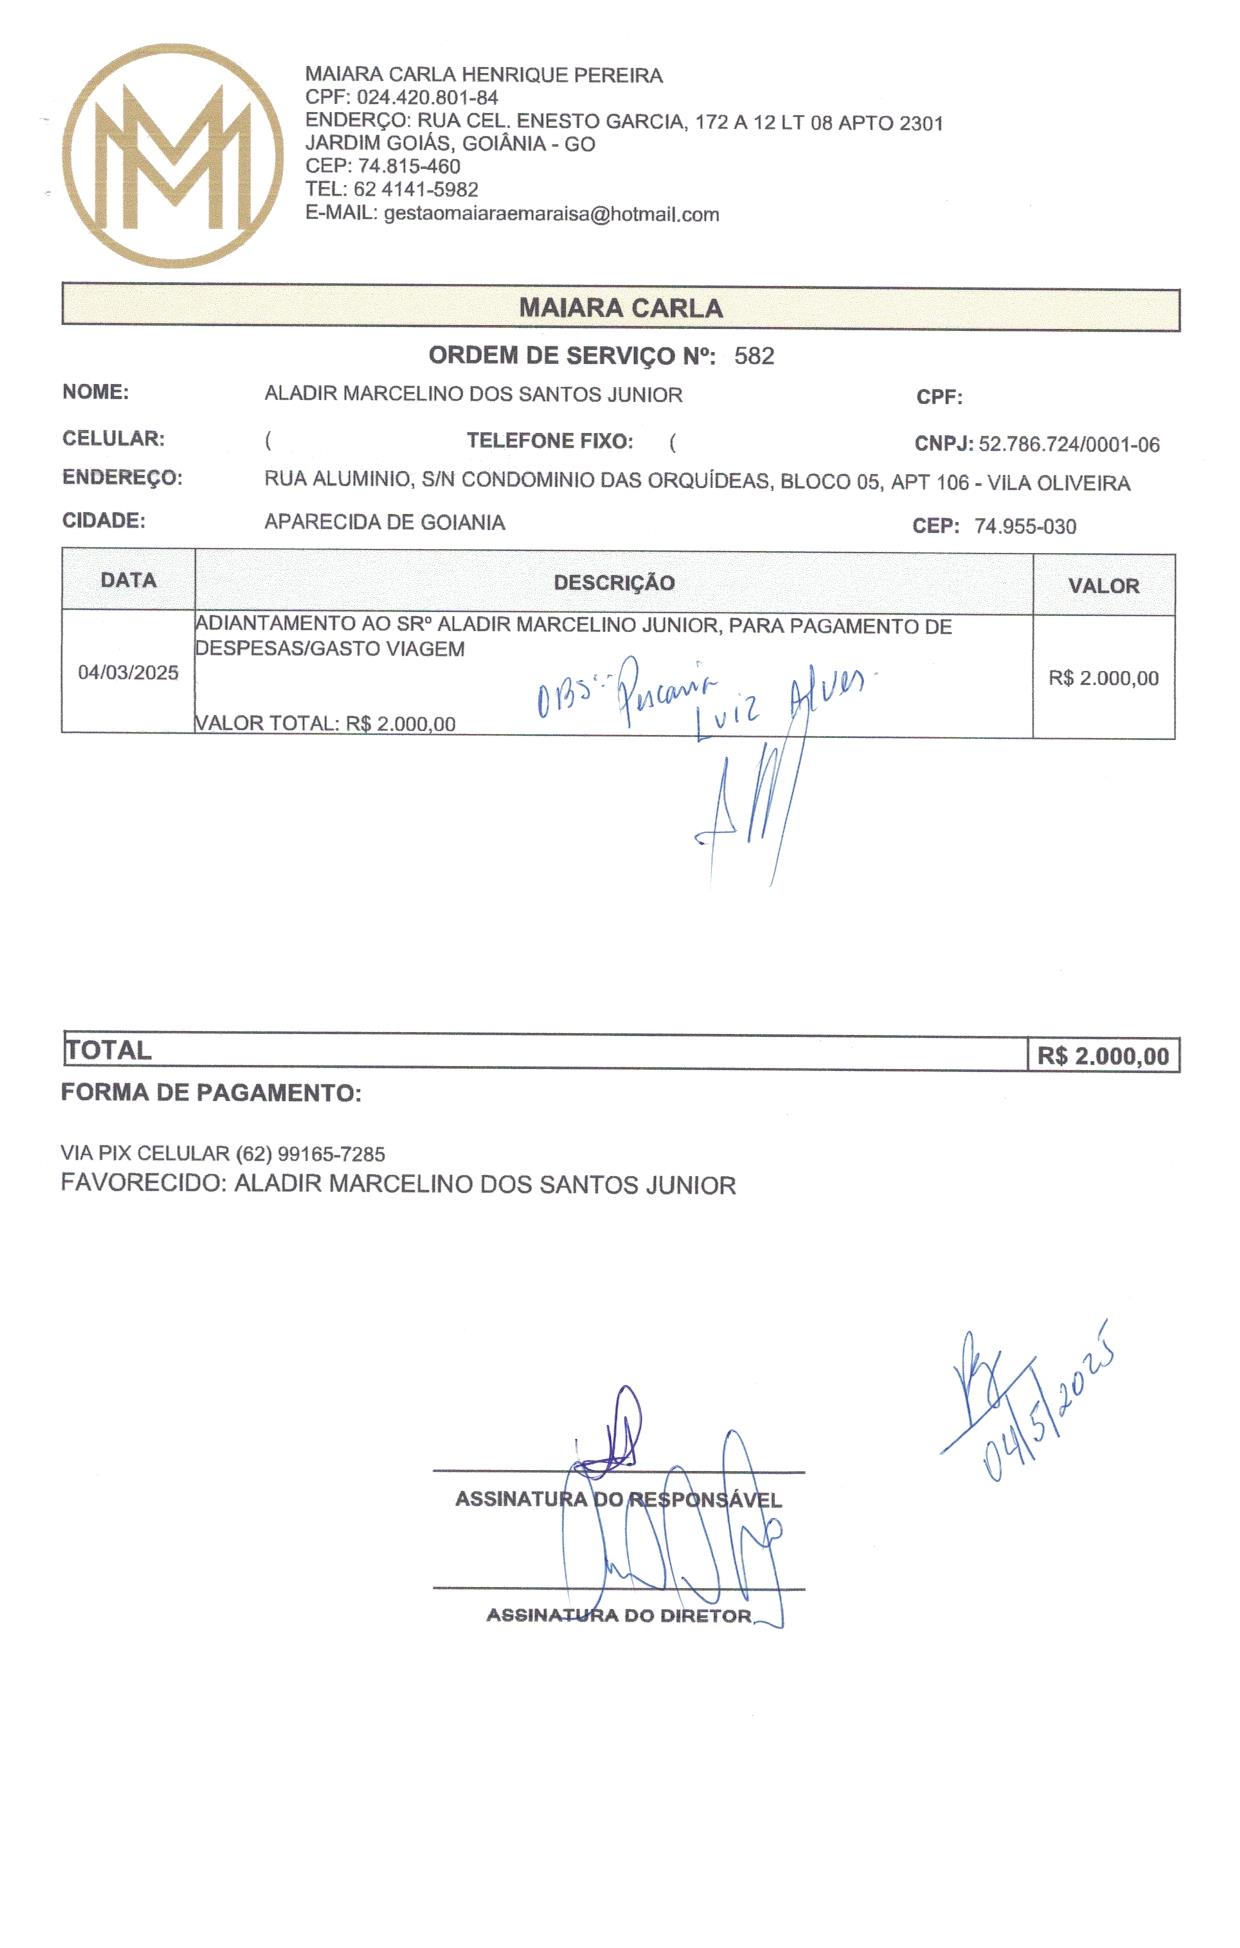 MAIARA CARLA HENRIQUE PEREIRA
CPF: 024.420.801-84
ENDERÇO: RUA CEL. ENESTO GARCIA, 172 A 12 LT 08 APTO 2301
JARDIM GOIÁS, GOIÂNIA - GO
CEP: 74.815-460
TEL: 62 4141-5982
E-MAIL: gestaomaiaraemaraisa@hotmail.com
MAIARA CARLA
ORDEM DE SERVIÇO Nº: 582
NOME: ALADIR MARCELINO DOS SANTOS JUNIOR CPF:
CELULAR: ( TELEFONE FIXO: ( CNPJ: 52.786.724/0001-06
ENDEREÇO: RUA ALUMINIO, S/N CONDOMINIO DAS ORQUÍDEAS, BLOCO 05, APT 106 - VILA OLIVEIRA
CIDADE: APARECIDA DE GOIANIA CEP: 74.955-030
DATA DESCRIÇÃO VALOR
ADIANTAMENTO AO SRº ALADIR MARCELINO JUNIOR, PARA PAGAMENTO DE
DESPESAS/GASTO VIAGEM
04/03/2025 R$ 2.000,00
OBS: Pescaria
Luiz Alves
VALOR TOTAL: R$ 2.000,00
TOTAL R$ 2.000,00
FORMA DE PAGAMENTO:
VIA PIX CELULAR (62) 99165-7285
FAVORECIDO: ALADIR MARCELINO DOS SANTOS JUNIOR
04/5/2025
ASSINATURA DO RESPONSÁVEL
ASSINATURA DO DIRETOR